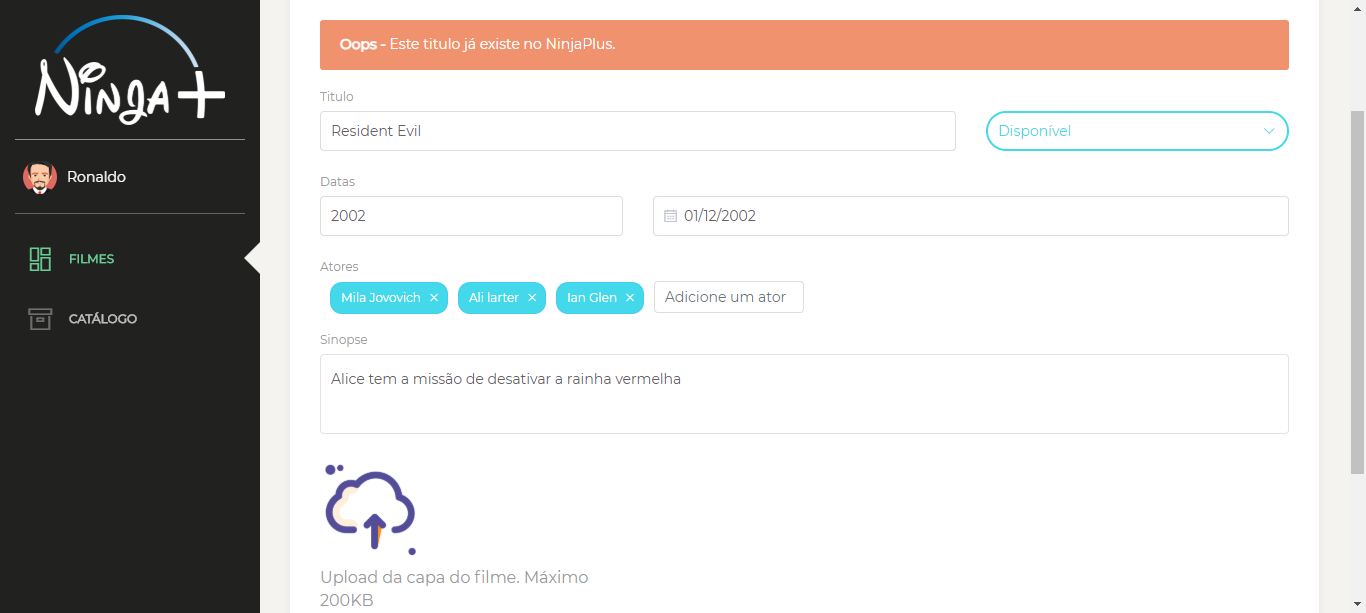 Ninja+
Ronaldo
FILMES
CATÁLOGO
Oops - Este titulo já existe no NinjaPlus.
Titulo
Resident Evil
Disponível
Datas
2002
01/12/2002
Atores
Mila Jovovich ×
Ali larter ×
Ian Glen ×
Adicione um ator
Sinopse
Alice tem a missão de desativar a rainha vermelha
Upload da capa do filme. Máximo
200KB